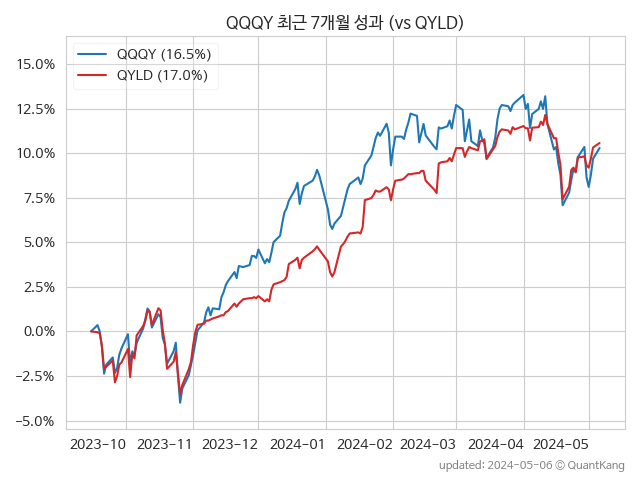 QQQY 최근 7개월 성과 (vs QYLD)
QQQY (16.5%)
QYLD (17.0%)
15.0%
12.5%
10.0%
7.5%
5.0%
2.5%
0.0%
−2.5%
−5.0%
2023-10 2023-11 2023-12 2024-01 2024-02 2024-03 2024-04 2024-05
updated: 2024-05-06 © QuantKang